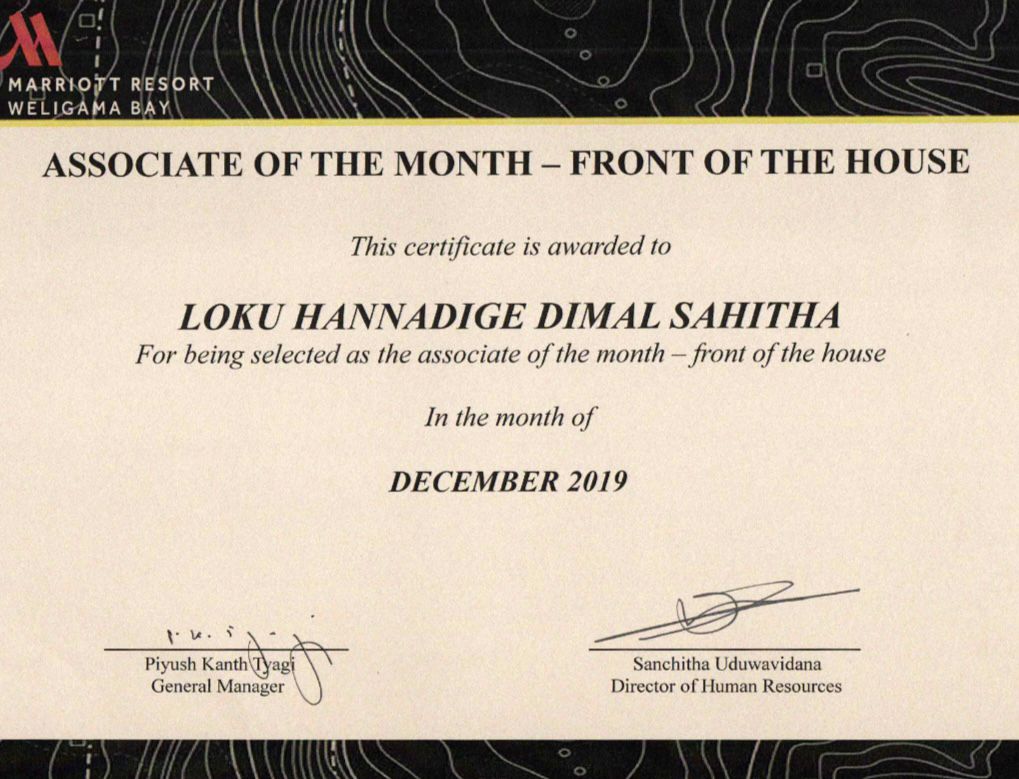 MARRIOTT RESORT
WELIGAMA BAY
ASSOCIATE OF THE MONTH – FRONT OF THE HOUSE
This certificate is awarded to
LOKU HANNADIGE DIMAL SAHITHA
For being selected as the associate of the month – front of the house
In the month of
DECEMBER 2019
Piyush Kanth Tyagi
General Manager
Sanchitha Uduwavidana
Director of Human Resources